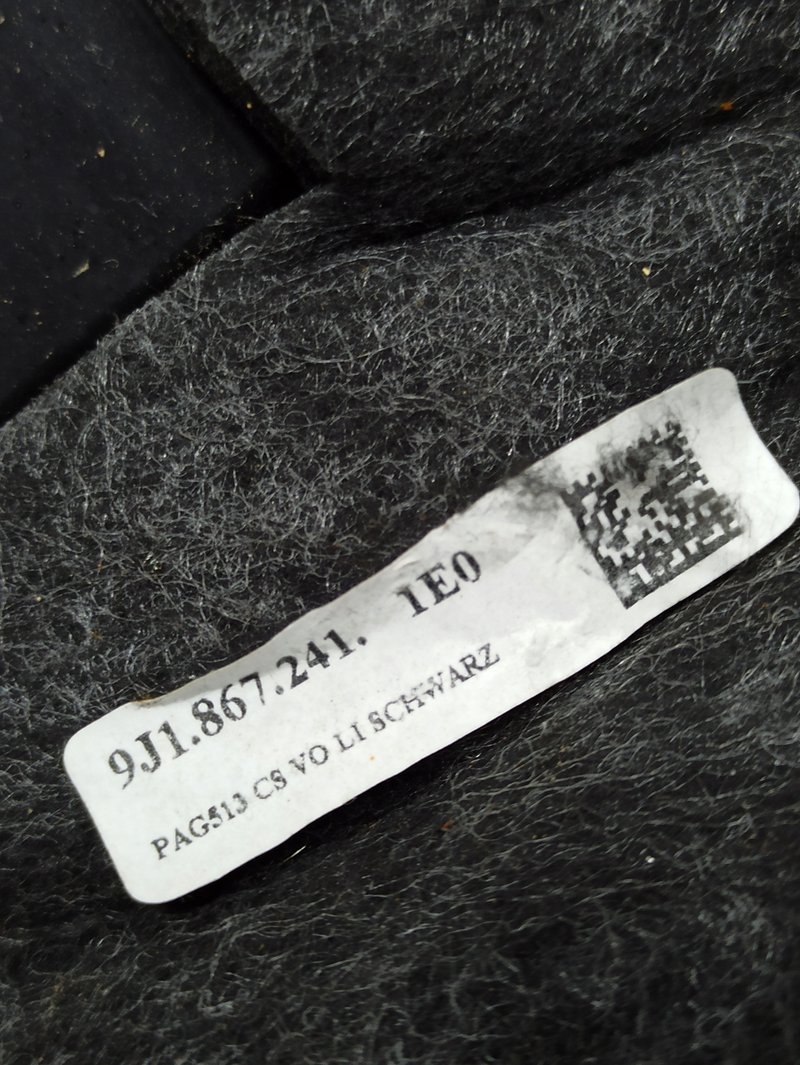 9J1.867.241. 1E0
PAG513 CS VO LI SCHWARZ